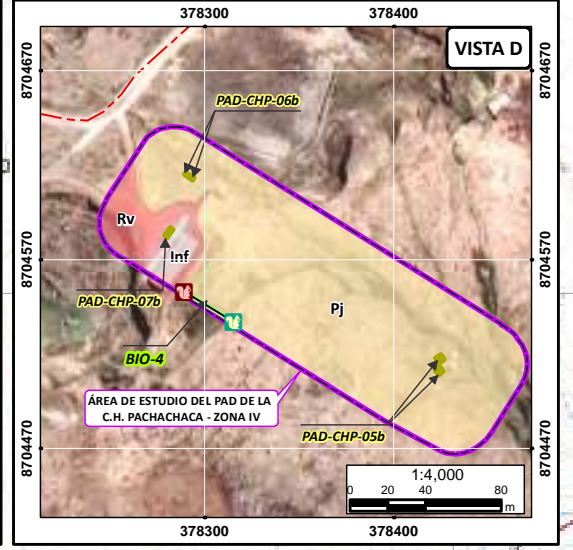 378300
378400
VISTA D
8704670
8704670
PAD-CHP-06b
Rv
Inf
8704570
8704570
PAD-CHP-07b
Pj
BIO-4
ÁREA DE ESTUDIO DEL PAD DE LA
C.H. PACHACHACA - ZONA IV
PAD-CHP-05b
8704470
8704470
1:4,000
0 20 40 80
m
378300
378400